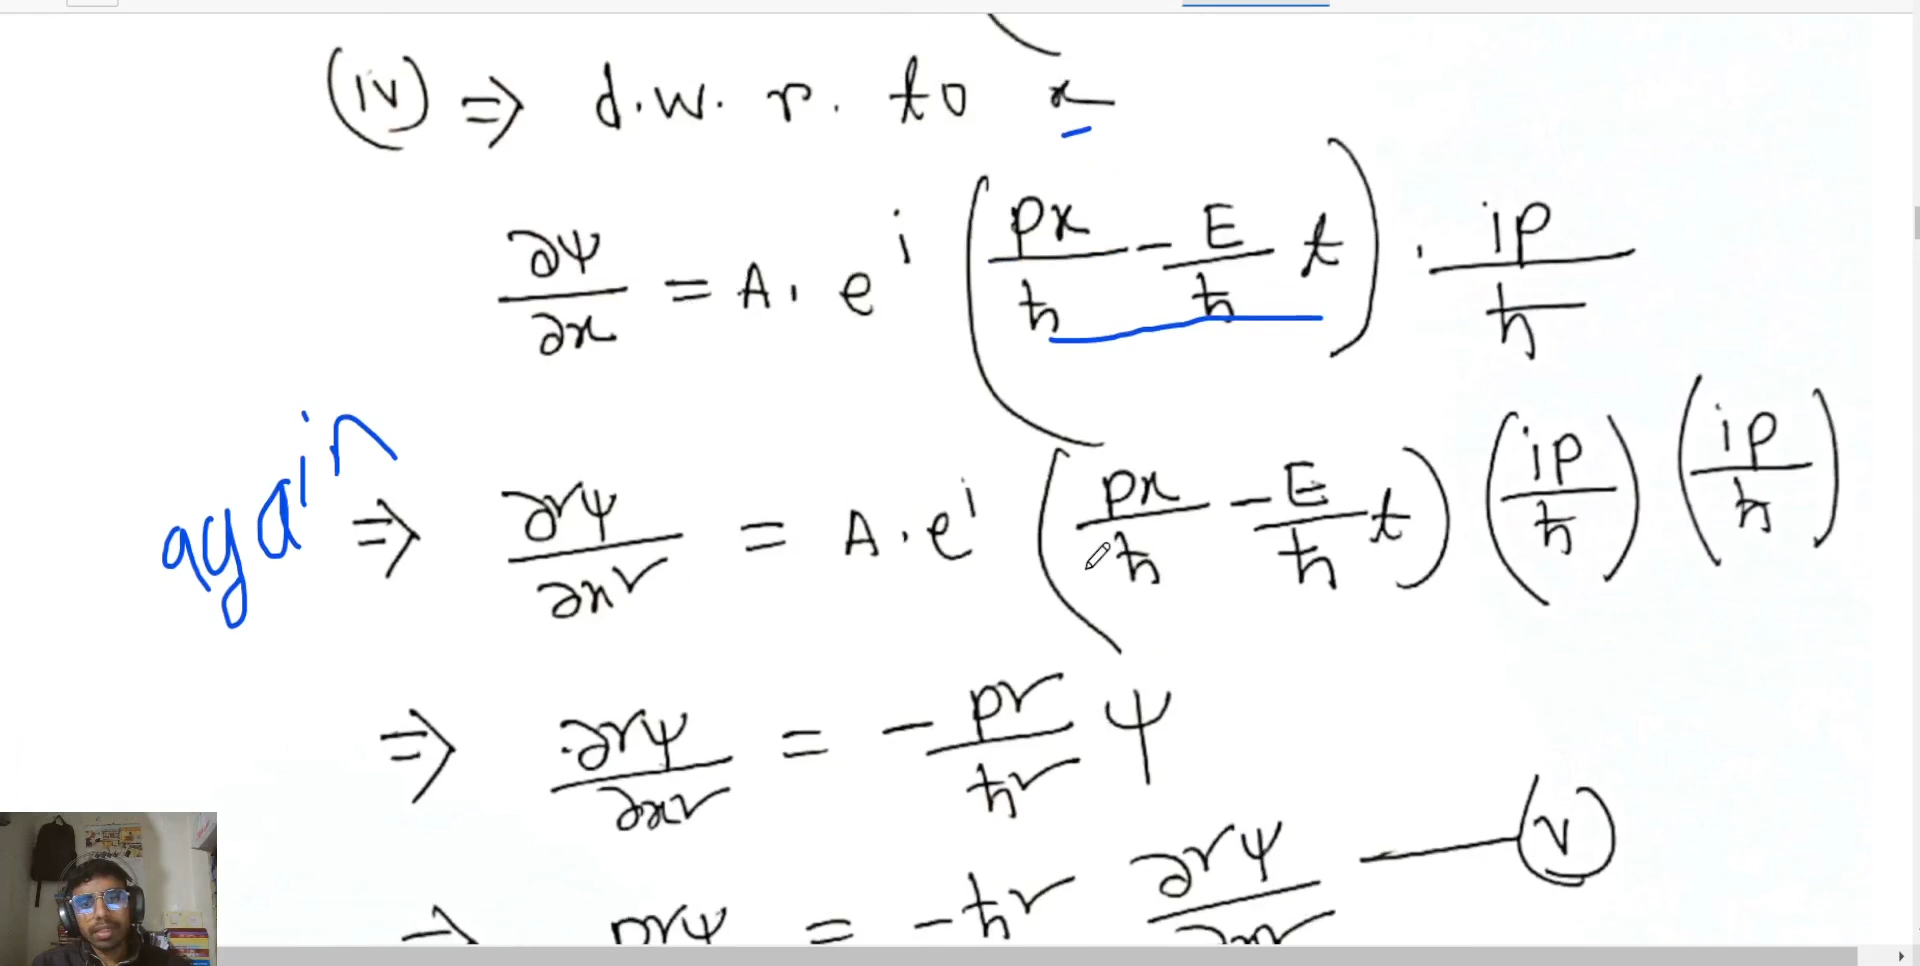 (iv) ⇒ d.w.r. to x
∂ψ/∂x = A. e^i(px/ħ - E/ħ t) . ip/ħ
again ⇒ ∂²ψ/∂x² = A.e^i(px/ħ - E/ħ t) (ip/ħ) (ip/ħ)
⇒ ∂²ψ/∂x² = - p²/ħ² ψ
⇒ p²ψ = -ħ² ∂²ψ/∂x² — (v)